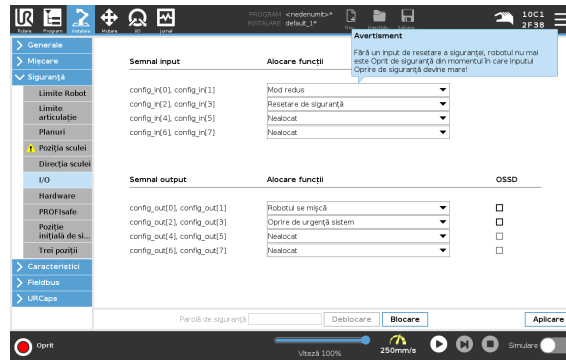 Rulare
Program
Instalare
Mutare
I/O
Jurnal
PROGRAM <nedenumit>*
INSTALARE default_1*
10C1
2F38
Avertisment
Fără un input de resetare a siguranței, robotul nu mai
este Oprit de siguranță din momentul în care inputul
Oprire de siguranță devine mare!
Generale
Mișcare
Siguranță
Limite Robot
Limite
articulație
Planuri
Poziția sculei
Direcția sculei
I/O
Hardware
PROFIsafe
Poziție
inițială de si...
Trei poziții
Caracteristici
Fieldbus
URCaps
Semnal input
Alocare funcții
config_in[0], config_in[1]
Mod redus
config_in[2], config_in[3]
Resetare de siguranță
config_in[4], config_in[5]
Nealocat
config_in[6], config_in[7]
Nealocat
Semnal output
Alocare funcții
OSSD
config_out[0], config_out[1]
Robotul se mișcă
config_out[2], config_out[3]
Oprire de urgență sistem
config_out[4], config_out[5]
Nealocat
config_out[6], config_out[7]
Nealocat
Parolă de siguranță
Deblocare
Blocare
Aplicare
Oprit
Viteză 100%
250mm/s
Simulare